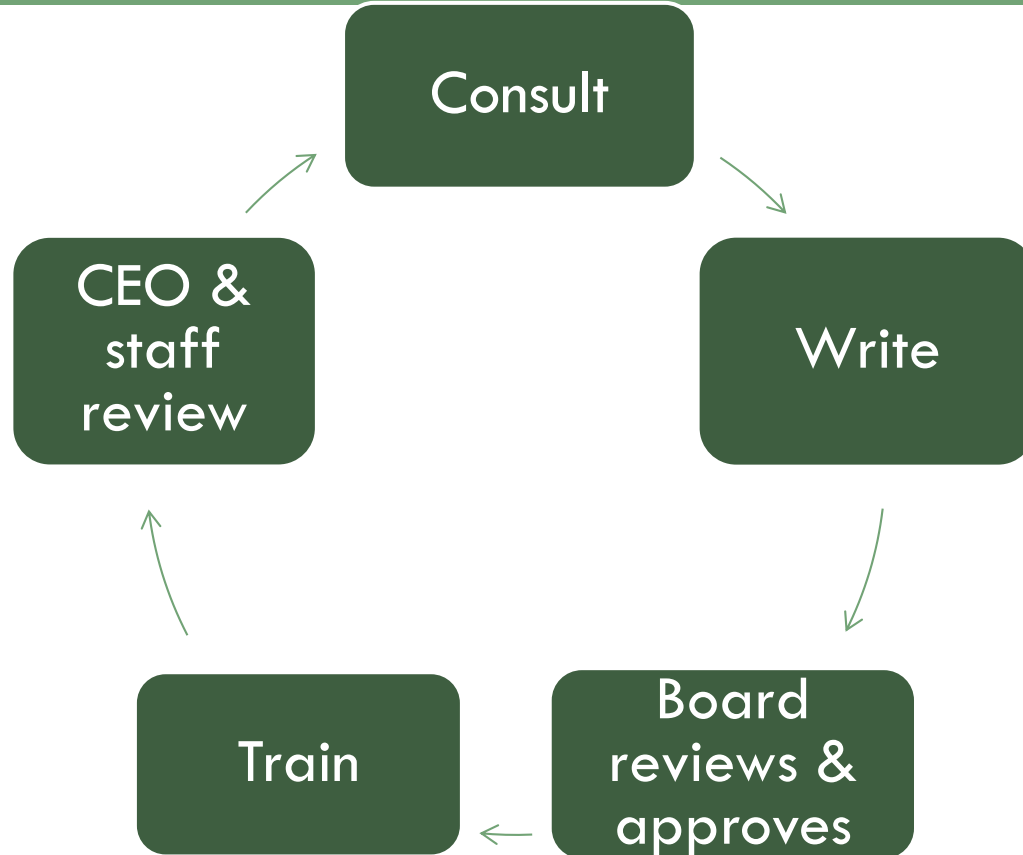 Consult
Write
Board
reviews &
approves
Train
CEO &
staff
review